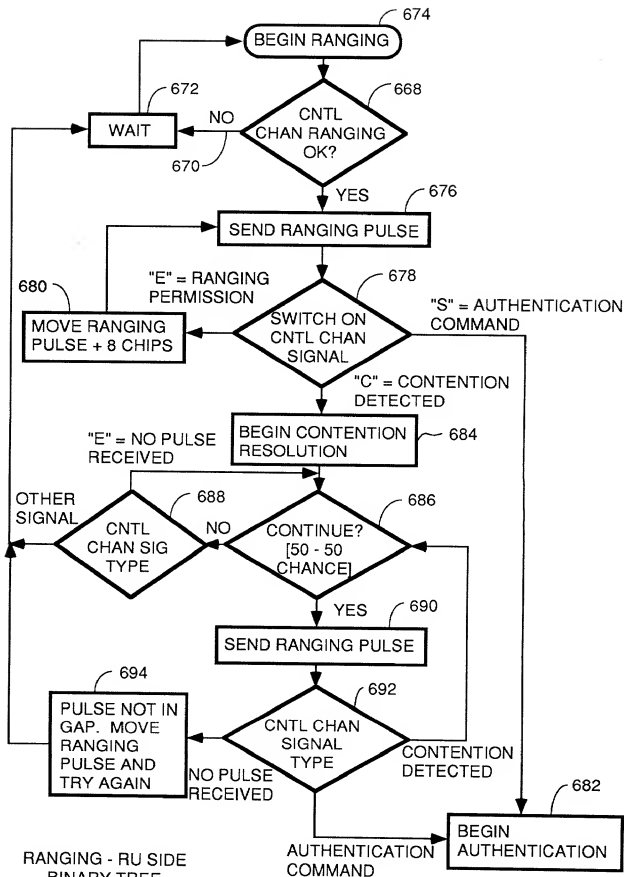 674
BEGIN RANGING
672
668
WAIT
NO
CNTL
CHAN RANGING
OK?
670
YES
676
SEND RANGING PULSE
"E" = RANGING
PERMISSION
678
680
"S" = AUTHENTICATION
COMMAND
MOVE RANGING
PULSE + 8 CHIPS
SWITCH ON
CNTL CHAN
SIGNAL
"C" = CONTENTION
DETECTED
BEGIN CONTENTION
RESOLUTION
684
"E" = NO PULSE
RECEIVED
688
686
OTHER
SIGNAL
CNTL
CHAN SIG
TYPE
NO
CONTINUE?
[50 - 50
CHANCE]
YES
690
SEND RANGING PULSE
694
692
PULSE NOT IN
GAP. MOVE
RANGING
PULSE AND
TRY AGAIN
CNTL CHAN
SIGNAL
TYPE
NO PULSE
RECEIVED
CONTENTION
DETECTED
682
BEGIN
AUTHENTICATION
AUTHENTICATION
COMMAND
RANGING - RU SIDE
BINARY TREE